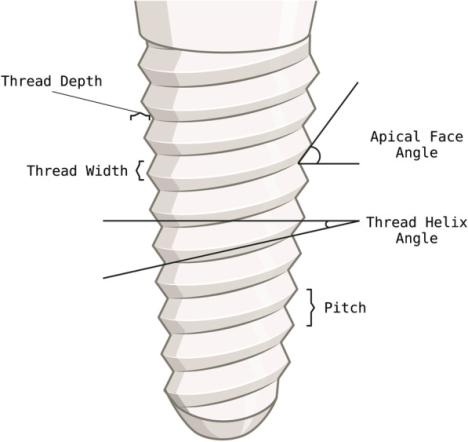 Thread Depth
Apical Face
Angle
Thread Width
Thread Helix
Angle
Pitch